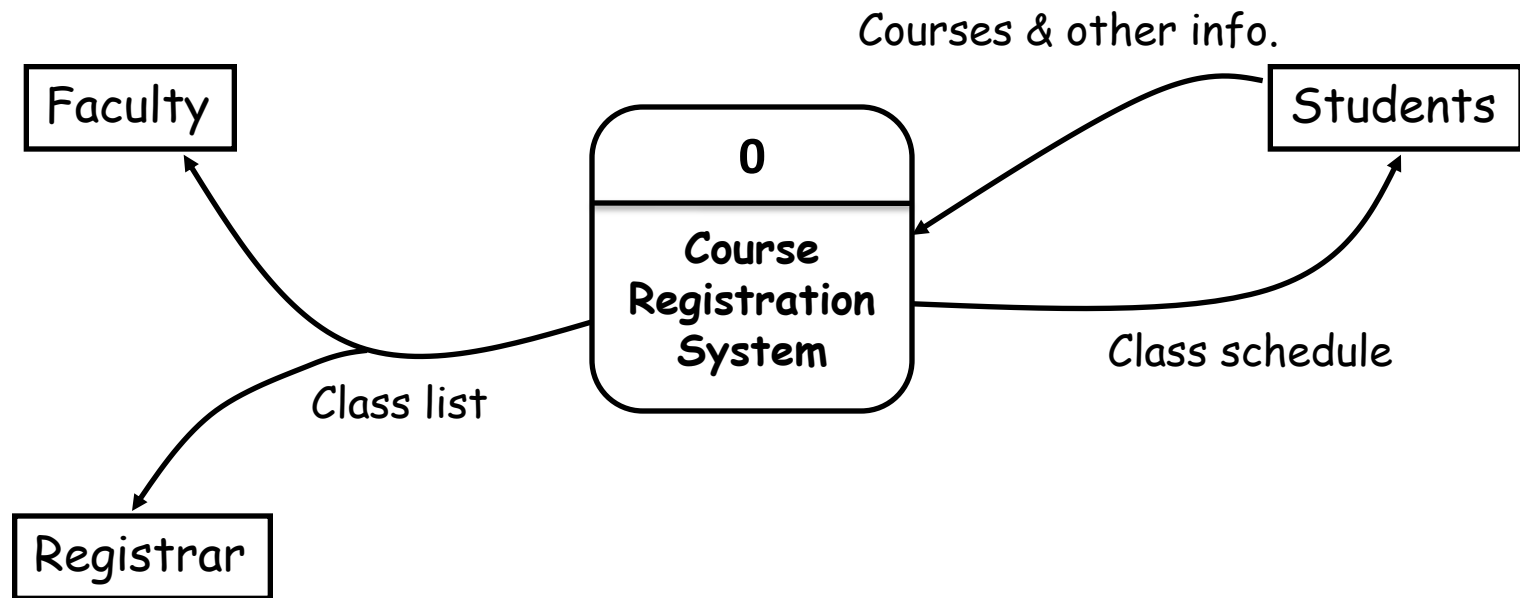 Courses & other info.
Faculty
Students
0
Course
Registration
System
Class schedule
Class list
Registrar